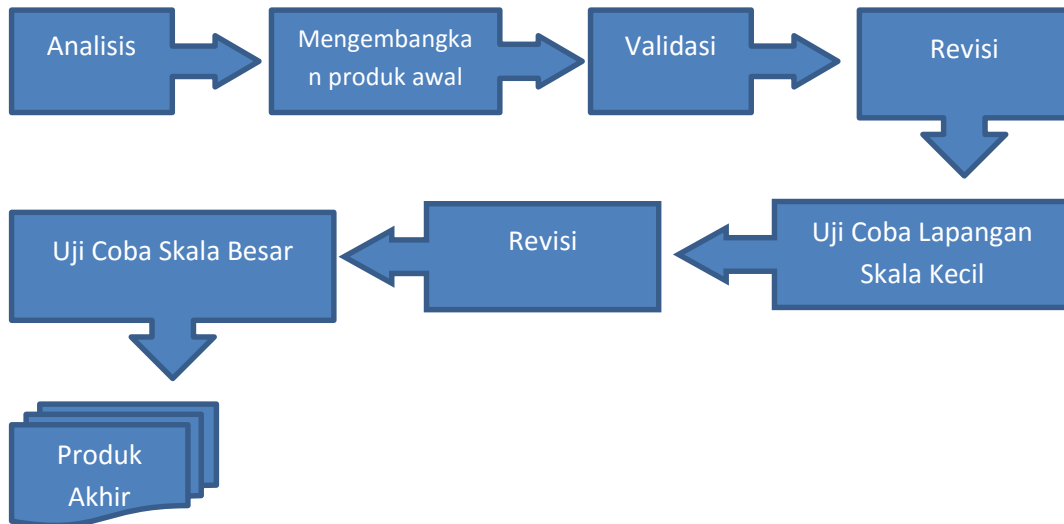 Analisis
Mengembangka
n produk awal
Validasi
Revisi
Uji Coba Lapangan
Skala Kecil
Revisi
Uji Coba Skala Besar
Produk
Akhir